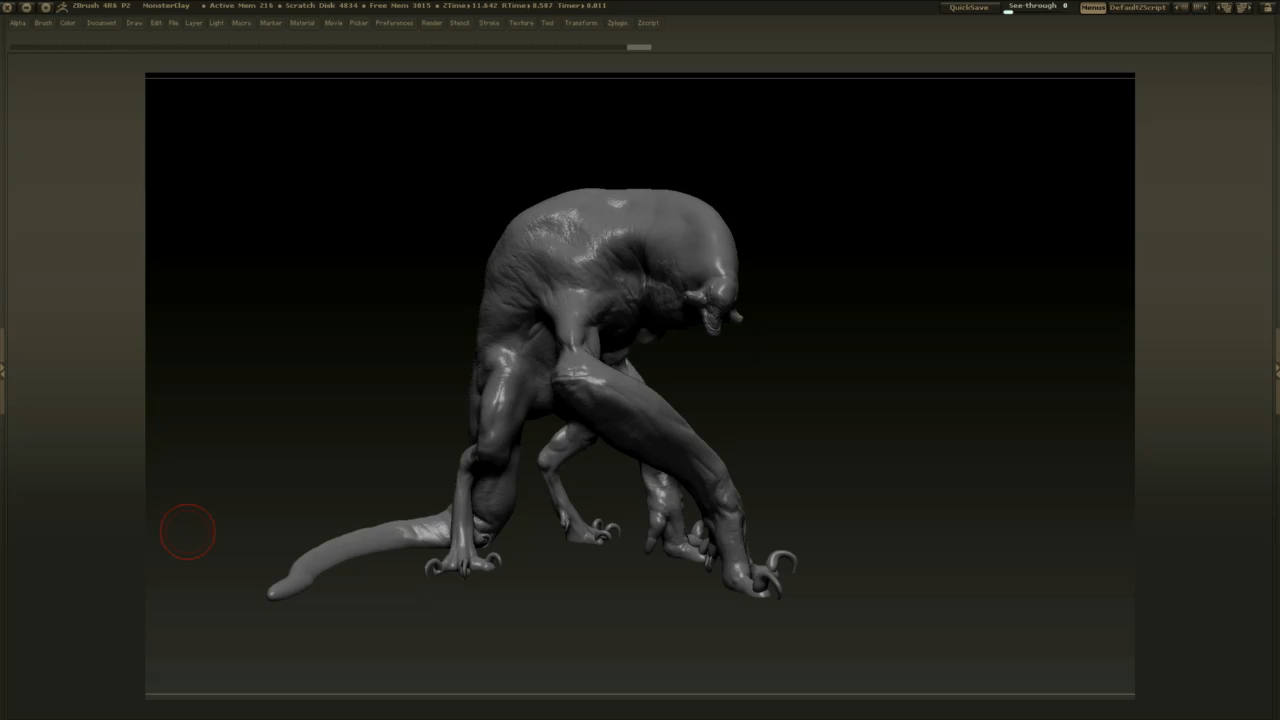 ZBrush 4R6 P2 MonsterClay • Active Mem 216 • Scratch Disk 4834 • Free Mem 3015 • ZTime▸11.642 RTime▸0.587 Timer▸0.011 QuickSave See-through 0 Menus DefaultZScript
Alpha Brush Color Document Draw Edit File Layer Light Macro Marker Material Movie Picker Preferences Render Stencil Stroke Texture Tool Transform Zplugin Zscript